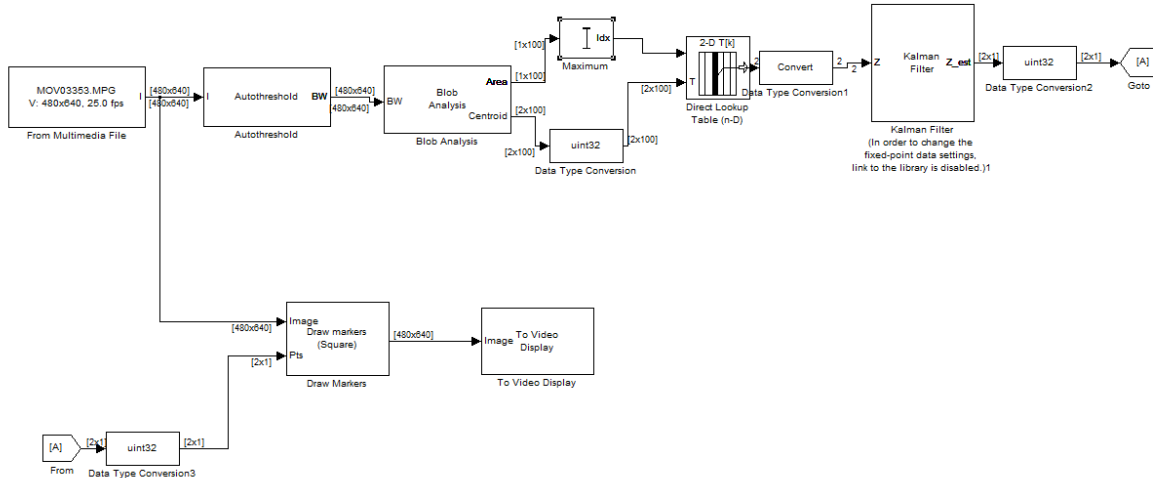 MOV03353.MPG
V: 480x640, 25.0 fps
I
From Multimedia File
[480x640]
[480x640]
I
Autothreshold
BW
Autothreshold
[480x640]
[480x640]
BW
Blob
Analysis
Area
Centroid
Blob Analysis
[1x100]
[1x100]
[2x100]
[2x100]
Idx
Maximum
uint32
Data Type Conversion
[2x100]
[2x100]
2-D T[k]
T
Direct Lookup
Table (n-D)
2
Convert
Data Type Conversion1
2
2
Z
Kalman
Filter
Z_est
Kalman Filter
(In order to change the
fixed-point data settings,
link to the library is disabled.)1
[2x1]
uint32
Data Type Conversion2
[2x1]
[A]
Goto
[480x640]
[2x1]
Image
Pts
Draw markers
(Square)
Draw Markers
[480x640]
Image
To Video
Display
To Video Display
[A]
From
[2x1]
uint32
Data Type Conversion3
[2x1]